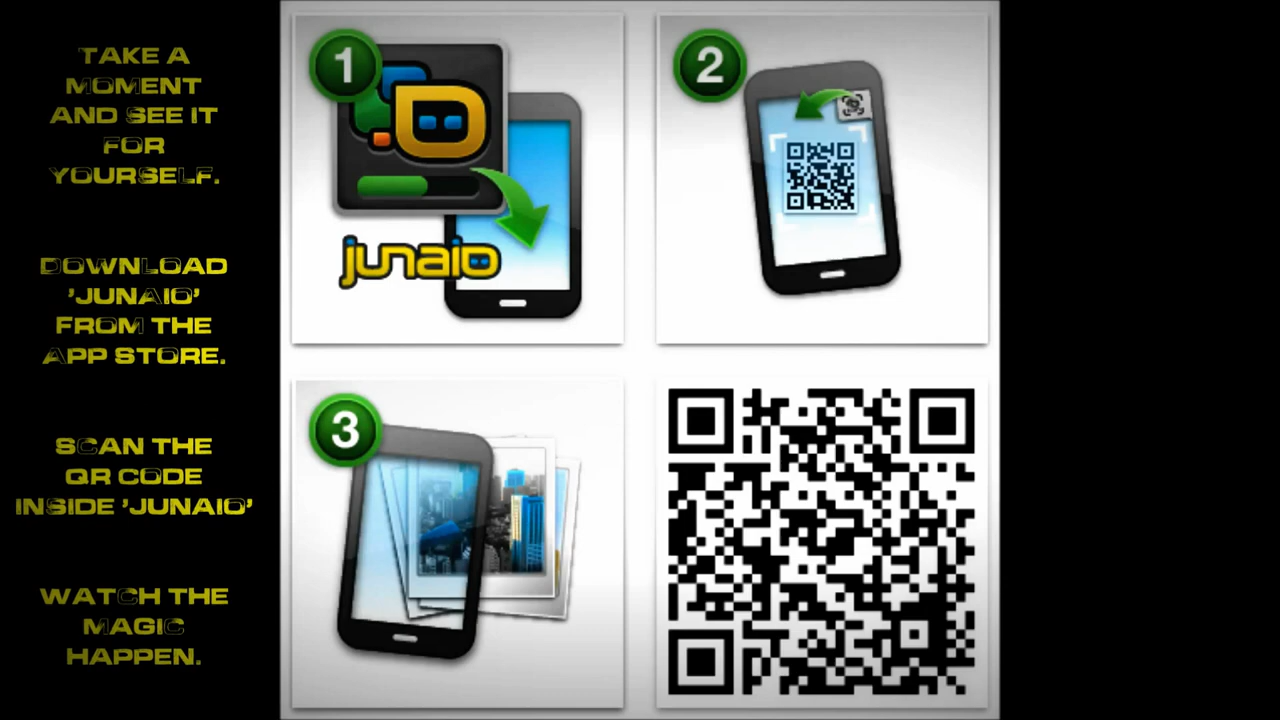 TAKE A
MOMENT
AND SEE IT
FOR
YOURSELF.
DOWNLOAD
'JUNAIO'
FROM THE
APP STORE.
SCAN THE
QR CODE
INSIDE 'JUNAIO'
WATCH THE
MAGIC
HAPPEN.
1
.D
junaio
2
3